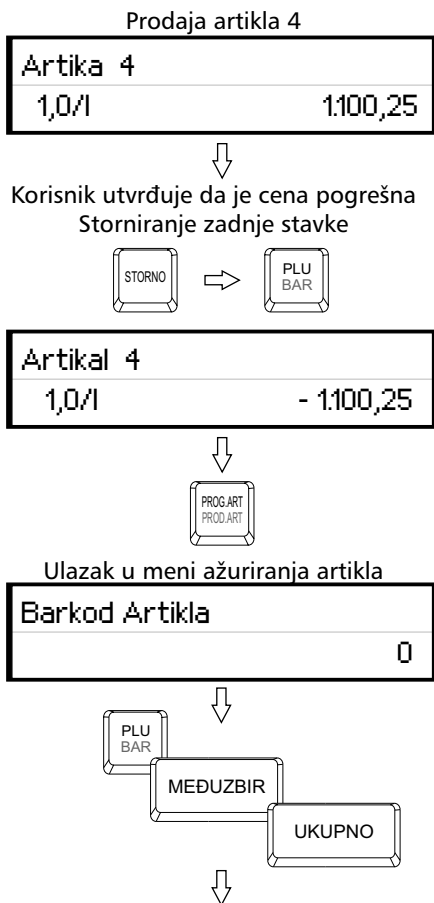 Prodaja artikla 4
Artika 4
1,0/l 1.100,25
Korisnik utvrđuje da je cena pogrešna
Storniranje zadnje stavke
STORNO
PLU
BAR
Artikal 4
1,0/l - 1.100,25
PROG.ART
PROD.ART
Ulazak u meni ažuriranja artikla
Barkod Artikla
0
PLU
BAR
MEĐUZBIR
UKUPNO